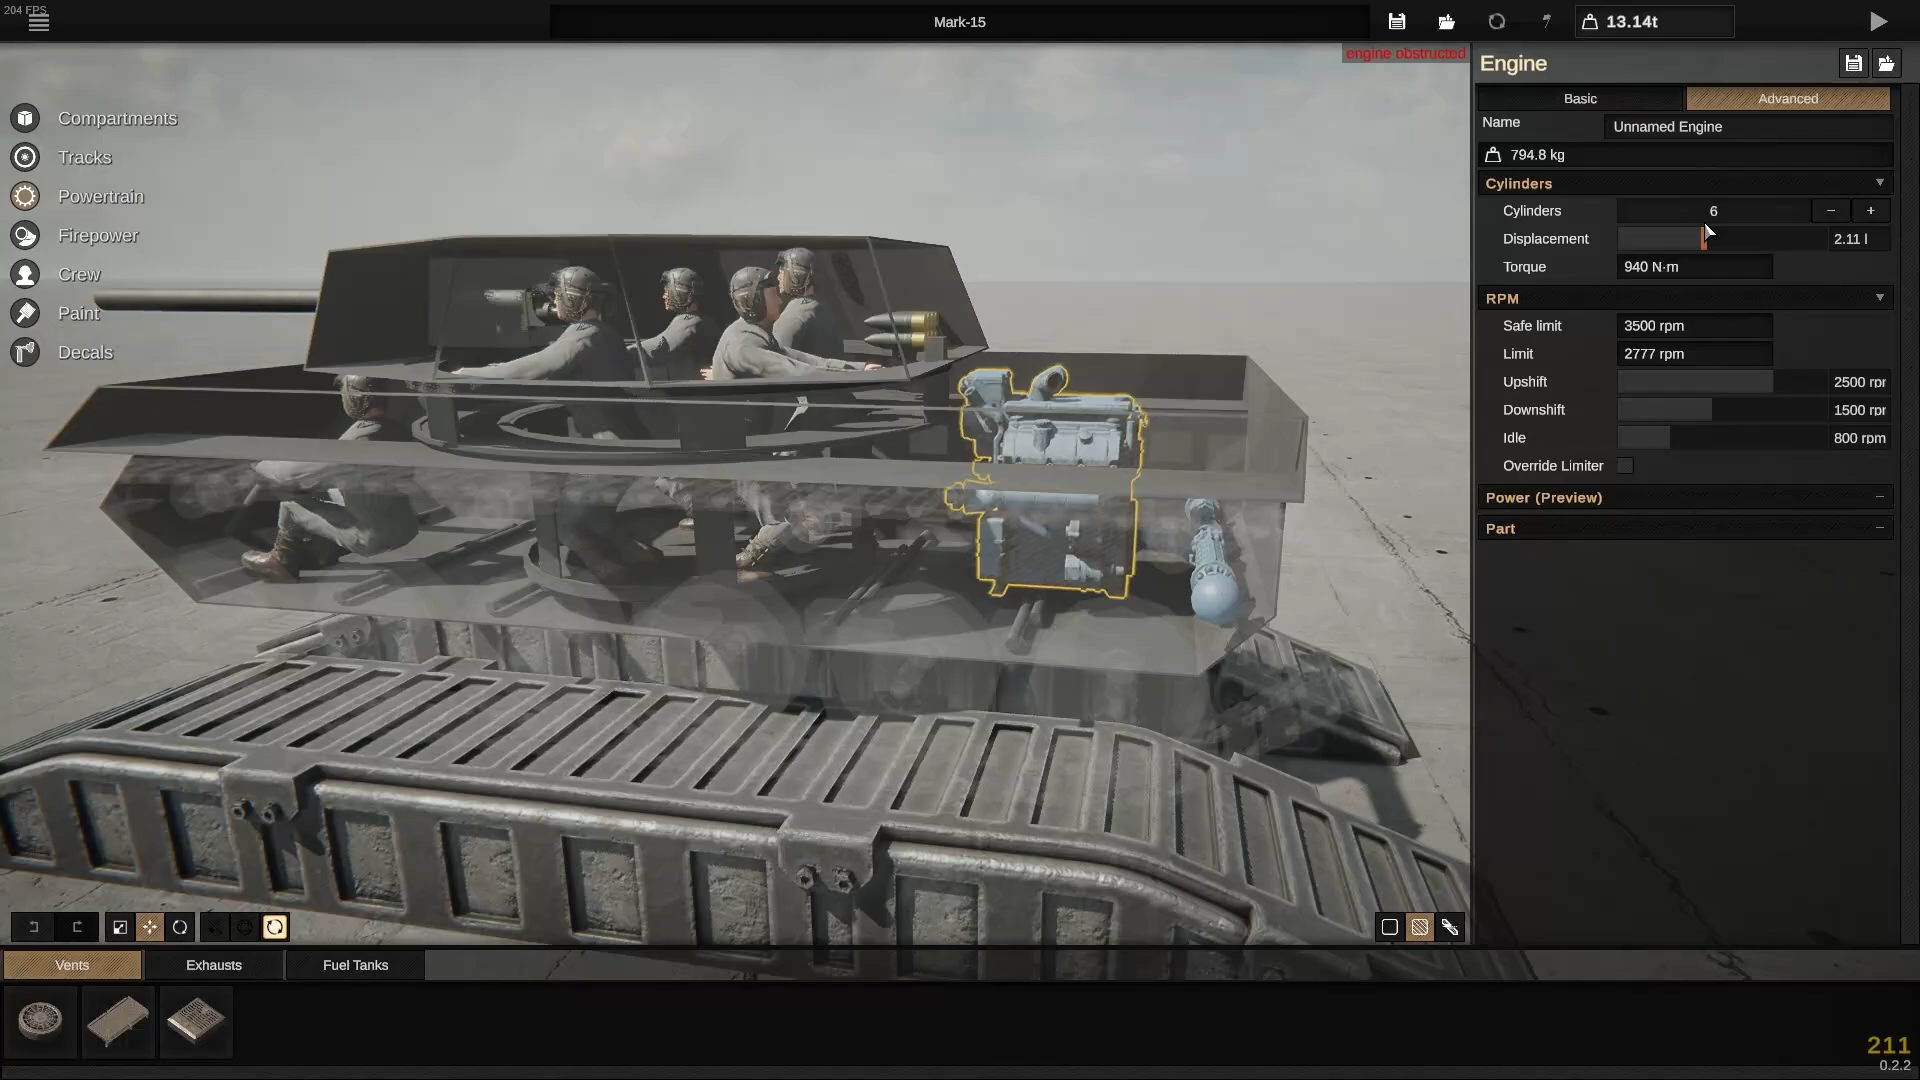 204 FPS
Mark-15
13.14t
engine obstructed
Compartments
Tracks
Powertrain
Firepower
Crew
Paint
Decals
Engine
Basic
Advanced
Name
Unnamed Engine
794.8 kg
Cylinders
Cylinders
6
− +
Displacement
2.11 l
Torque
940 N·m
RPM
Safe limit
3500 rpm
Limit
2777 rpm
Upshift
2500 rpr
Downshift
1500 rpr
Idle
800 rpm
Override Limiter
Power (Preview)
Part
Vents
Exhausts
Fuel Tanks
211
0.2.2